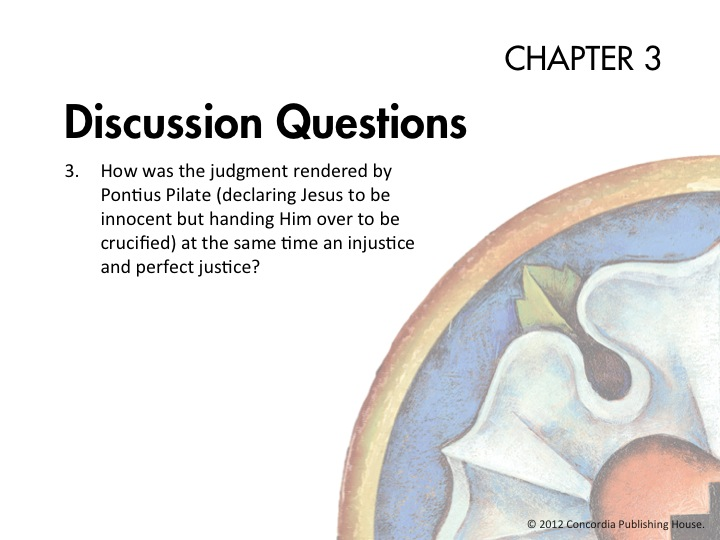 CHAPTER 3
Discussion Questions
3. How was the judgment rendered by
Pontius Pilate (declaring Jesus to be
innocent but handing Him over to be
crucified) at the same time an injustice
and perfect justice?
© 2012 Concordia Publishing House.